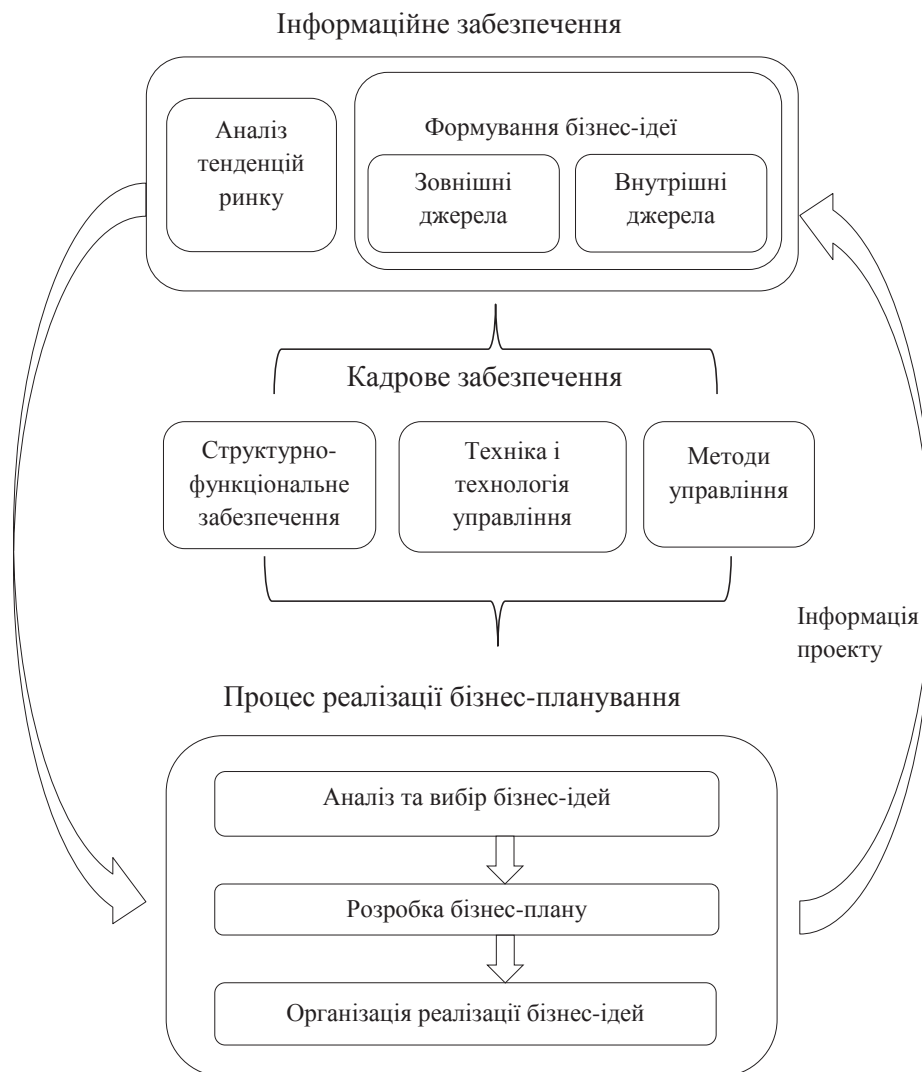 Інформаційне забезпечення
Аналіз
тенденцій
ринку
Формування бізнес-ідеї
Зовнішні
джерела
Внутрішні
джерела
Кадрове забезпечення
Структурно-
функціональне
забезпечення
Техніка і
технологія
управління
Методи
управління
Інформація
проекту
Процес реалізації бізнес-планування
Аналіз та вибір бізнес-ідей
Розробка бізнес-плану
Організація реалізації бізнес-ідей